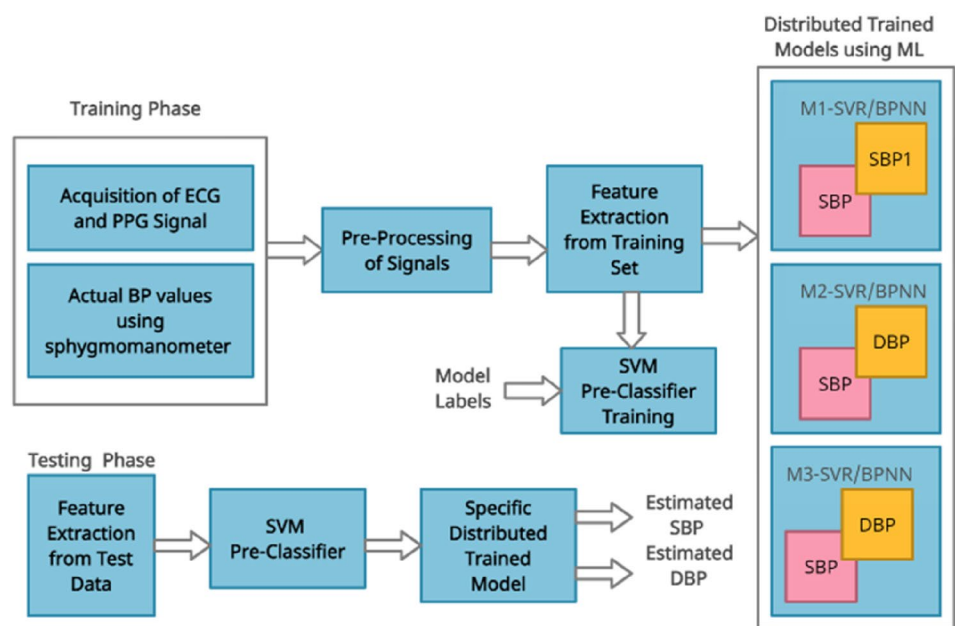 Distributed Trained
Models using ML
Training Phase
Acquisition of ECG
and PPG Signal
Actual BP values
using
sphygmomanometer
Pre-Processing
of Signals
Feature
Extraction
from Training
Set
Model
Labels
SVM
Pre-Classifier
Training
M1-SVR/BPNN
SBP1
SBP
M2-SVR/BPNN
DBP
SBP
M3-SVR/BPNN
DBP
SBP
Testing Phase
Feature
Extraction
from Test
Data
SVM
Pre-Classifier
Specific
Distributed
Trained
Model
Estimated
SBP
Estimated
DBP